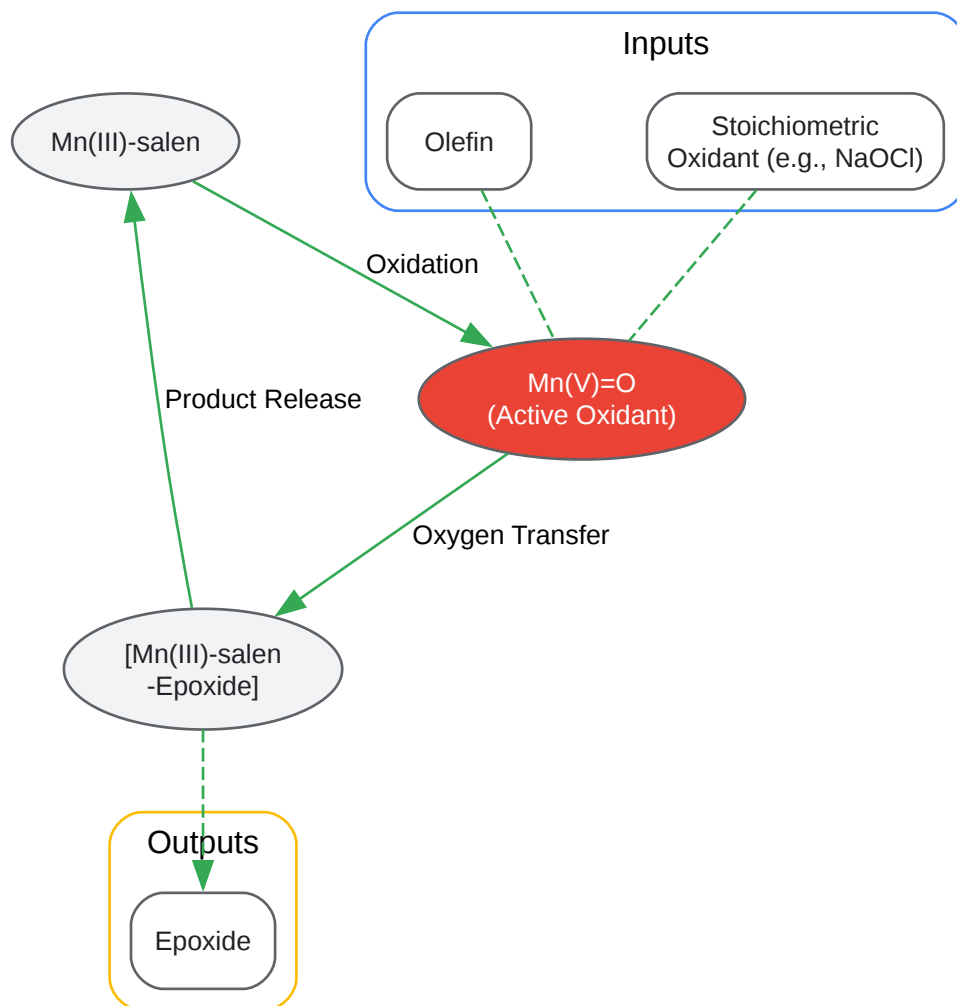 Inputs
Mn(III)-salen
Olefin
Stoichiometric
Oxidant (e.g., NaOCl)
Oxidation
Mn(V)=O
(Active Oxidant)
Product Release
Oxygen Transfer
[Mn(III)-salen
-Epoxide]
Outputs
Epoxide